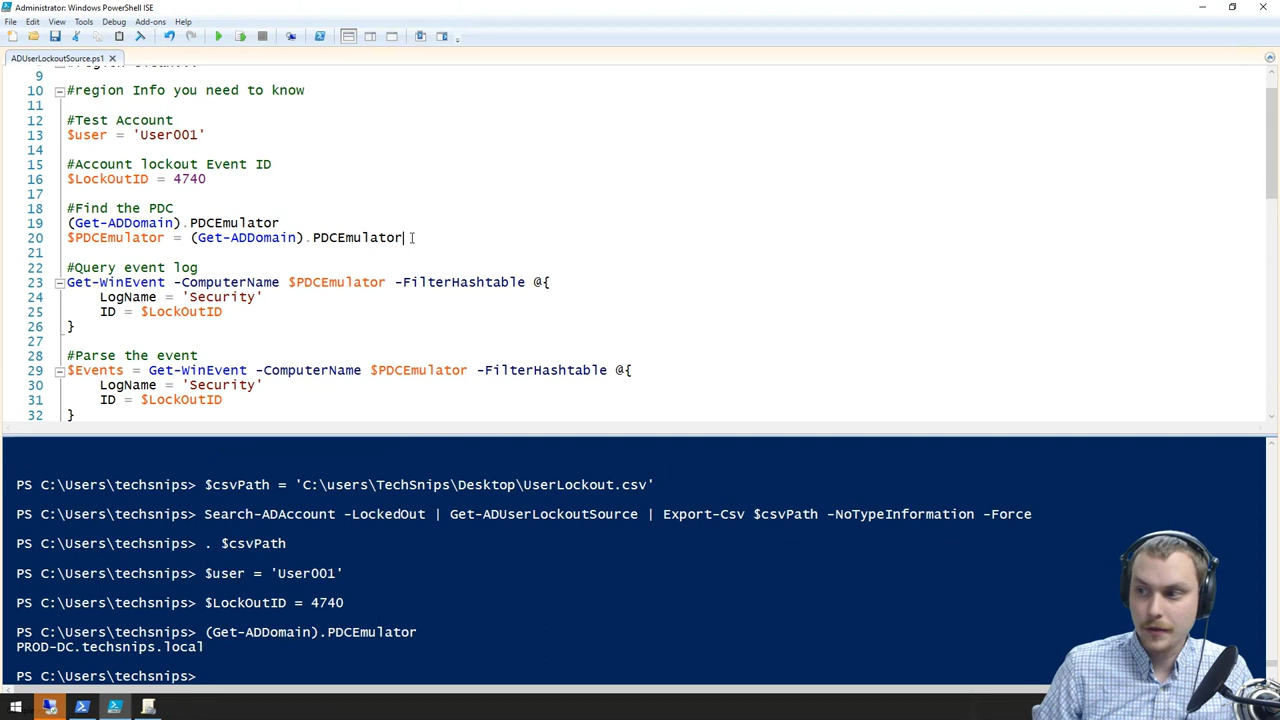 Administrator: Windows PowerShell ISE
File Edit View Tools Debug Add-ons Help
ADUserLockoutSource.ps1
9
10 #region Info you need to know
11
12 #Test Account
13 $user = 'User001'
14
15 #Account lockout Event ID
16 $LockOutID = 4740
17
18 #Find the PDC
19 (Get-ADDomain).PDCEmulator
20 $PDCEmulator = (Get-ADDomain).PDCEmulator
21
22 #Query event log
23 Get-WinEvent -ComputerName $PDCEmulator -FilterHashtable @{
24 LogName = 'Security'
25 ID = $LockOutID
26 }
27
28 #Parse the event
29 $Events = Get-WinEvent -ComputerName $PDCEmulator -FilterHashtable @{
30 LogName = 'Security'
31 ID = $LockOutID
32 }
PS C:\Users\techsnips> $csvPath = 'C:\users\TechSnips\Desktop\UserLockout.csv'
PS C:\Users\techsnips> Search-ADAccount -LockedOut | Get-ADUserLockoutSource | Export-Csv $csvPath -NoTypeInformation -Force
PS C:\Users\techsnips> . $csvPath
PS C:\Users\techsnips> $user = 'User001'
PS C:\Users\techsnips> $LockOutID = 4740
PS C:\Users\techsnips> (Get-ADDomain).PDCEmulator
PROD-DC.techsnips.local
PS C:\Users\techsnips>